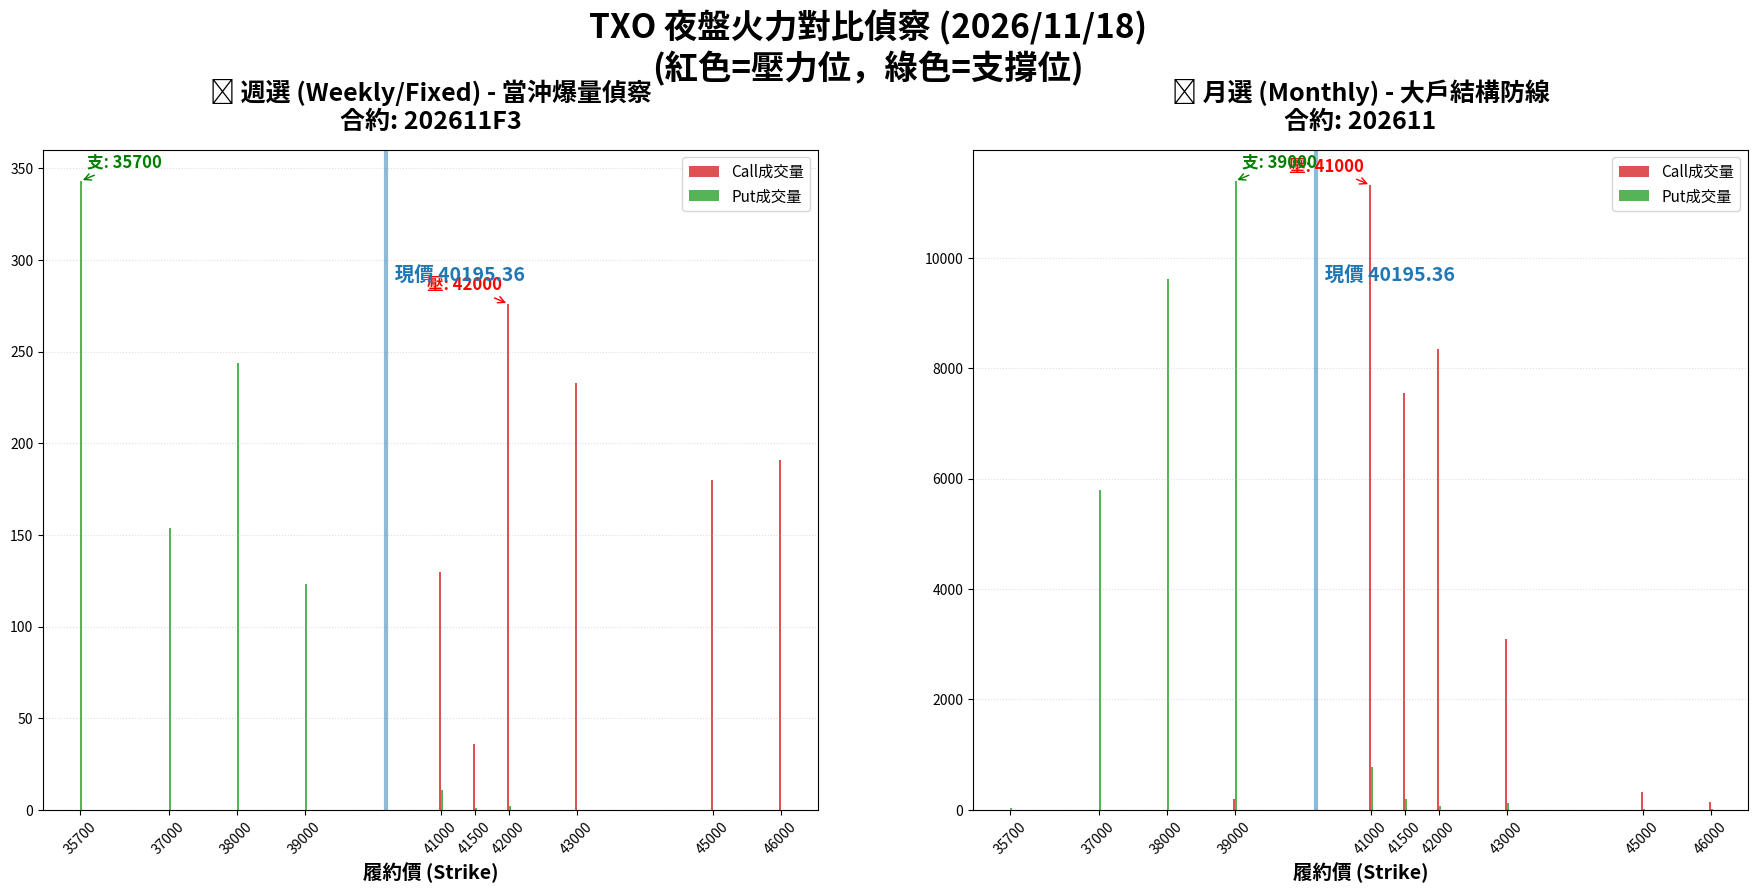 TXO 夜盤火力對比偵察 (2026/11/18)
(紅色=壓力位，綠色=支撐位)
週選 (Weekly/Fixed) - 當沖爆量偵察
合約: 202611F3
支: 35700
Call成交量
Put成交量
現價 40195.36
壓: 42000
350
300
250
200
150
100
50
0
35700
37000
38000
39000
41000
41500
42000
43000
45000
46000
履約價 (Strike)
月選 (Monthly) - 大戶結構防線
合約: 202611
支: 39000
壓: 41000
Call成交量
Put成交量
現價 40195.36
10000
8000
6000
4000
2000
0
35700
37000
38000
39000
41000
41500
42000
43000
45000
46000
履約價 (Strike)